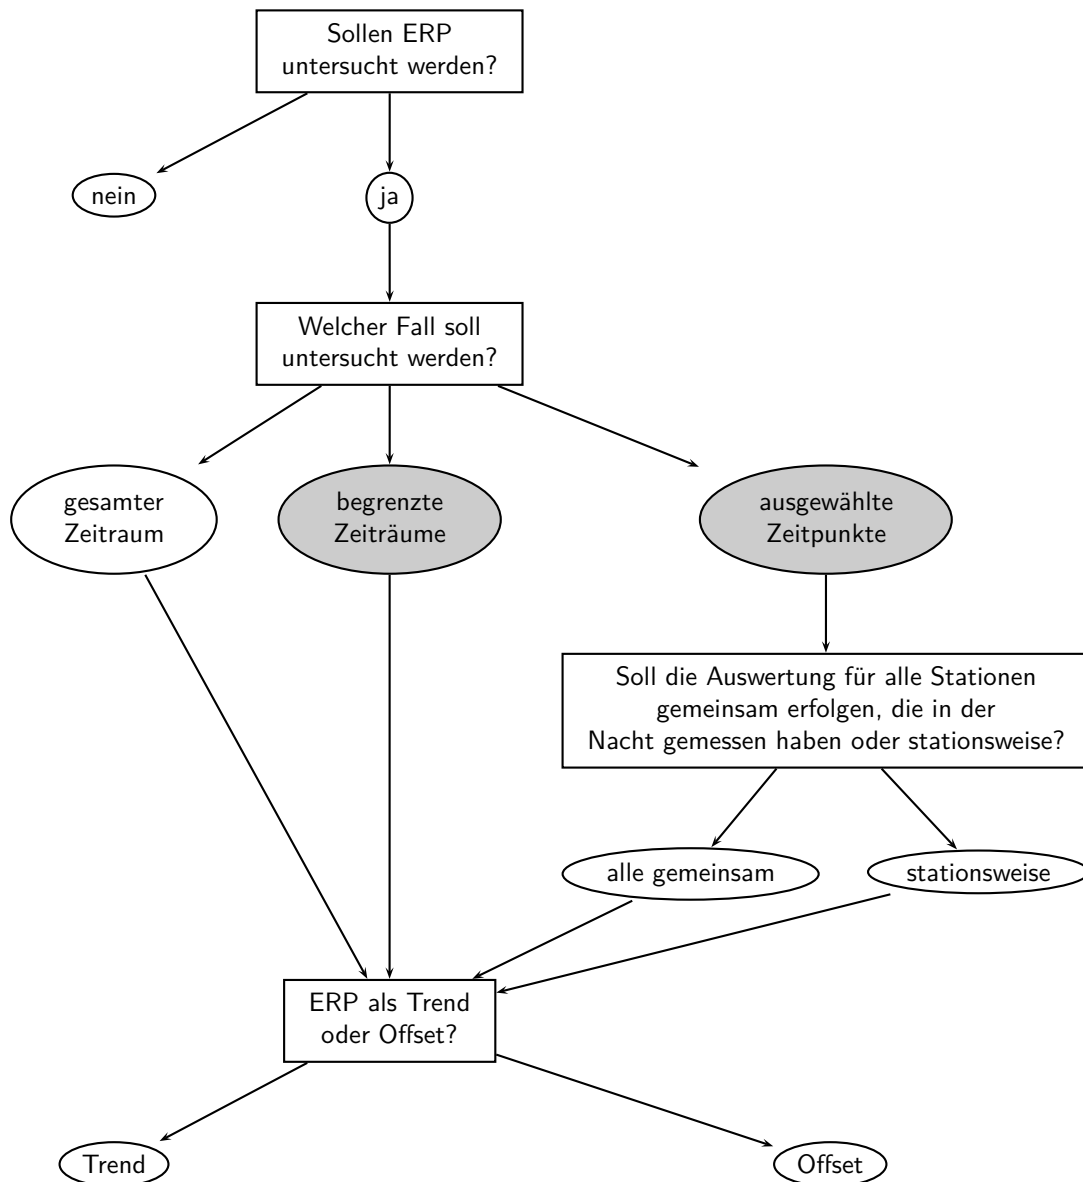 Sollen ERP
untersucht werden?
nein
ja
Welcher Fall soll
untersucht werden?
gesamter
Zeitraum
begrenzte
Zeiträume
ausgewählte
Zeitpunkte
Soll die Auswertung für alle Stationen
gemeinsam erfolgen, die in der
Nacht gemessen haben oder stationsweise?
alle gemeinsam
stationsweise
ERP als Trend
oder Offset?
Trend
Offset